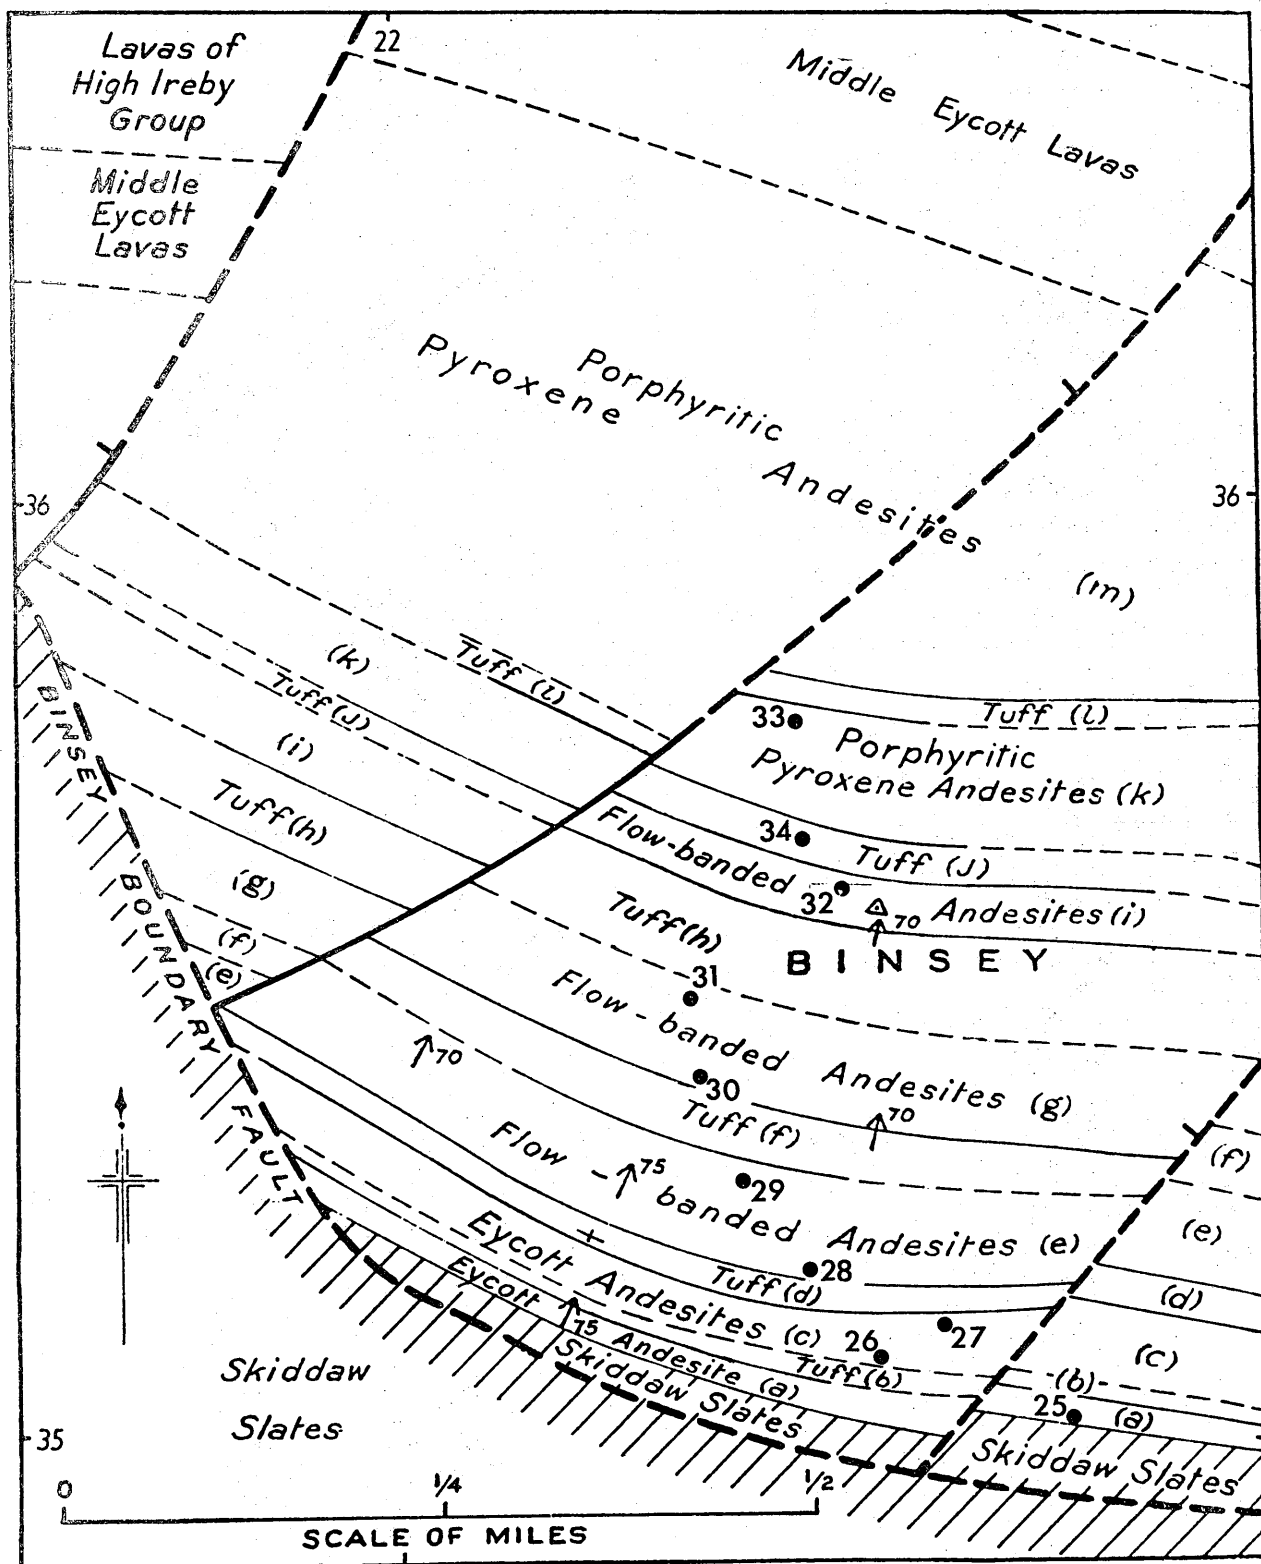 Lavas of
High Ireby
Group
22
Middle Eycott Lavas
Middle
Eycott
Lavas
Porphyritic
Pyroxene
Andesites
36
36
(m)
(k)
Tuff (l)
Tuff (J)
(i)
Tuff (h)
(g)
(f)
(e)
Tuff (l)
33
Porphyritic
Pyroxene Andesites (k)
34
Tuff (J)
Flow-banded
32
70
Andesites (i)
BINSEY
Tuff (h)
31
Flow-banded Andesites (g)
30
70
70
Tuff (f)
(f)
Flow-banded Andesites (e)
75
29
(e)
28
Tuff (d)
(d)
Eycott Andesites (c)
26
27
(c)
Eycott Andesite (a)
75
Tuff (b)
(b)
25
(a)
Skiddaw Slates
Skiddaw Slates
BINSEY BOUNDARY FAULT
Skiddaw
Slates
35
0
1/4
1/2
SCALE OF MILES